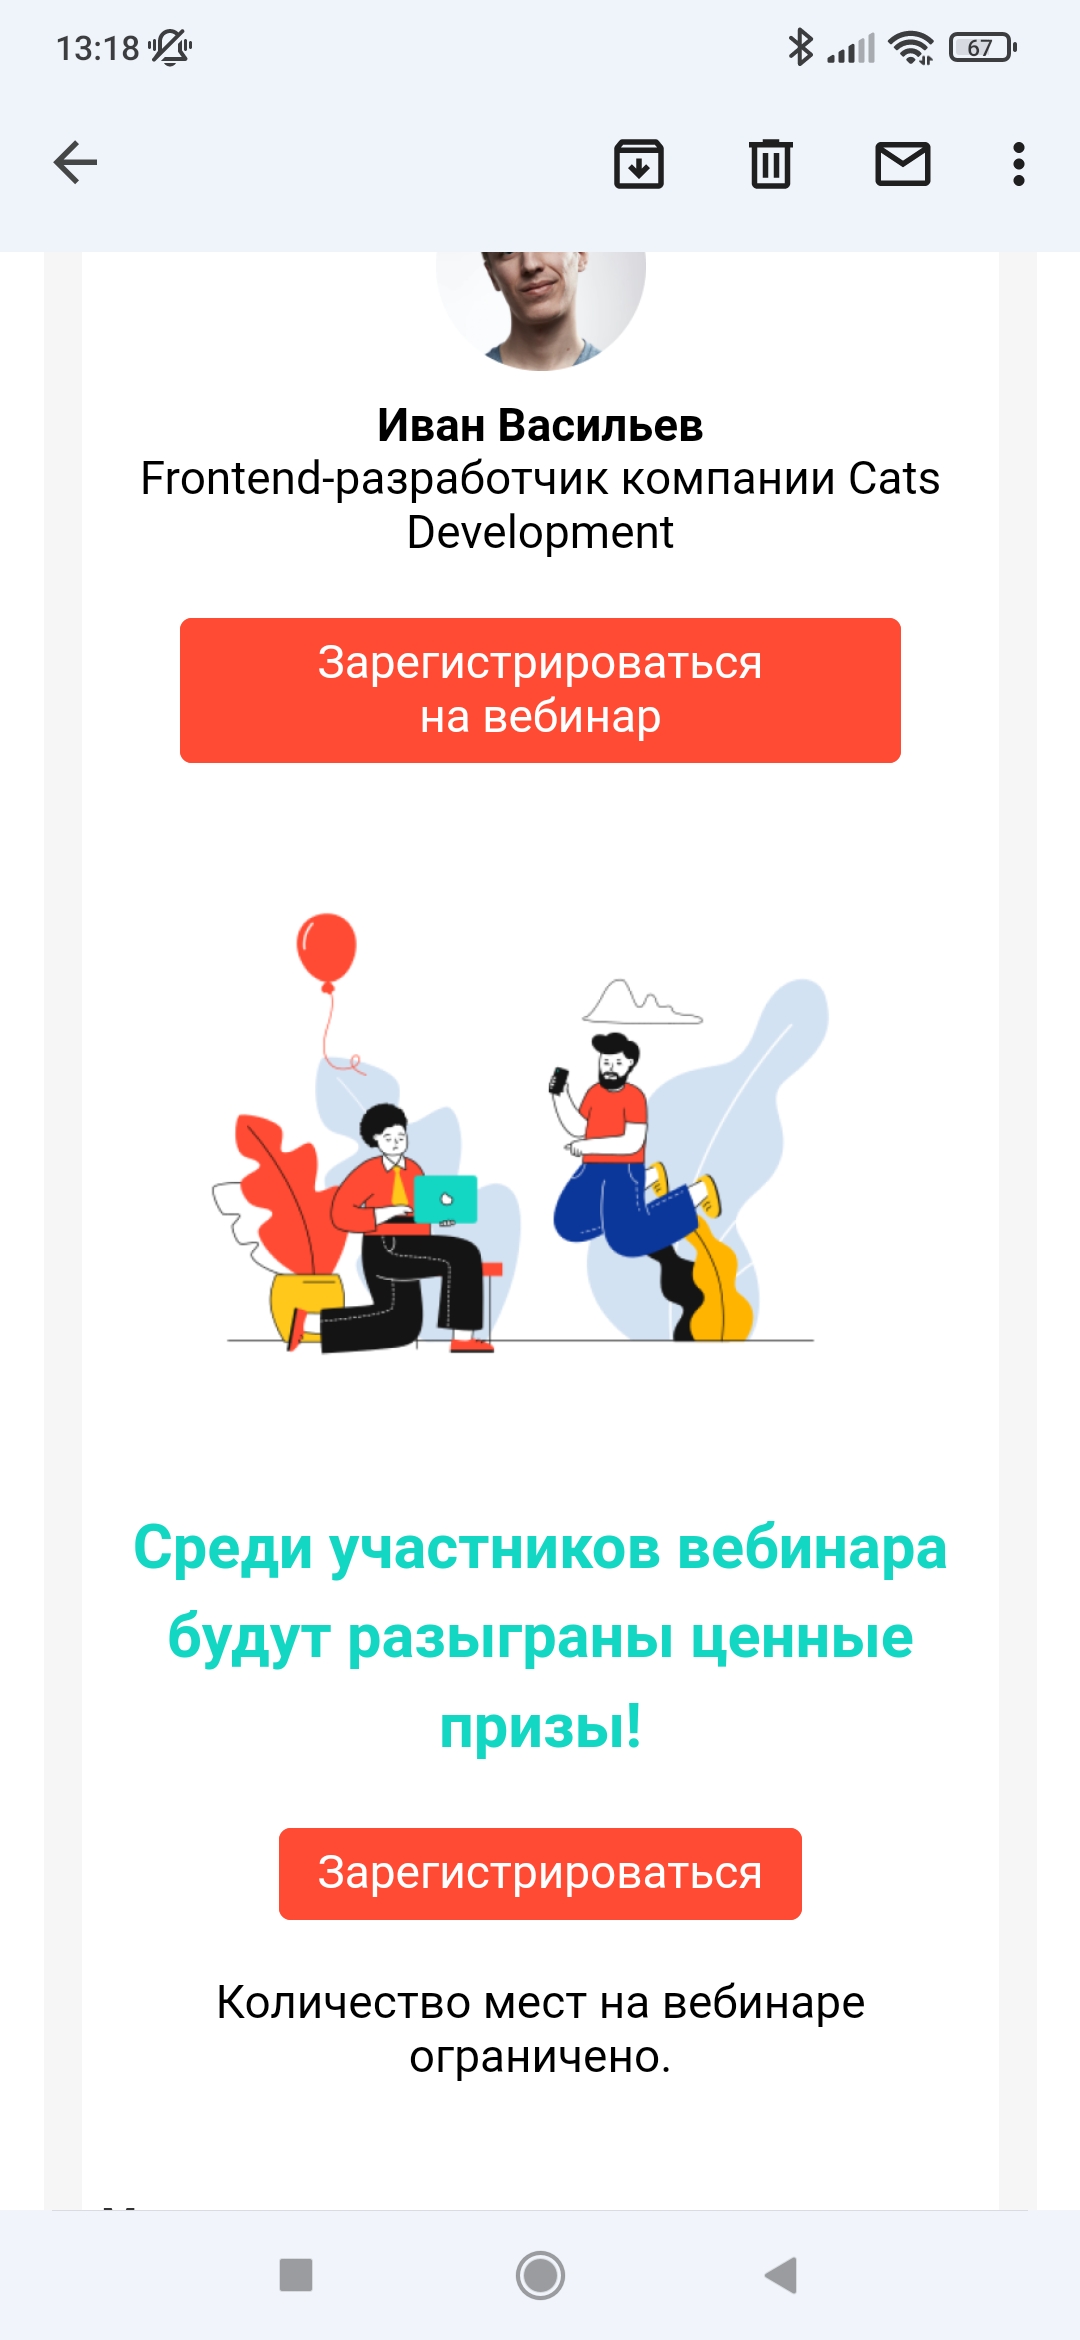 13:18
67
Иван Васильев
Frontend-разработчик компании Cats
Development
Зарегистрироваться
на вебинар
Среди участников вебинара
будут разыграны ценные
призы!
Зарегистрироваться
Количество мест на вебинаре
ограничено.